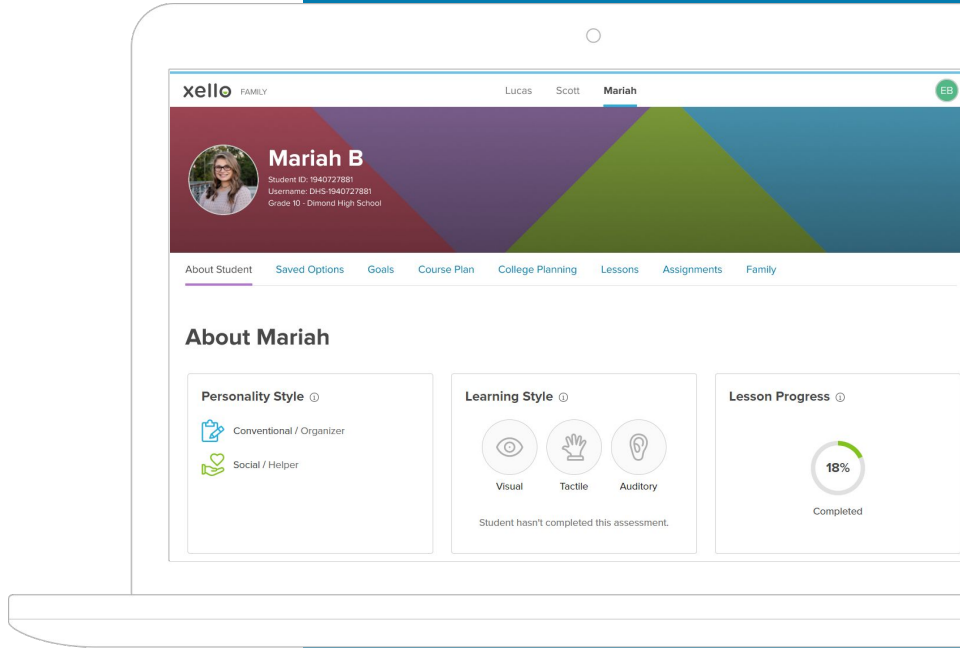 xello FAMILY
Lucas Scott Mariah
EB
Mariah B
Student ID: 1940727881
Username: DHS-1940727881
Grade 10 - Dimond High School
About Student Saved Options Goals Course Plan College Planning Lessons Assignments Family
About Mariah
Personality Style
Conventional / Organizer
Social / Helper
Learning Style
Visual Tactile Auditory
Student hasn't completed this assessment.
Lesson Progress
18%
Completed